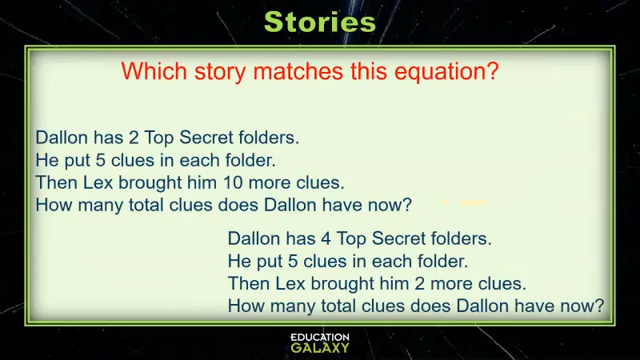 Stories
Which story matches this equation?
Dallon has 2 Top Secret folders.
He put 5 clues in each folder.
Then Lex brought him 10 more clues.
How many total clues does Dallon have now?
Dallon has 4 Top Secret folders.
He put 5 clues in each folder.
Then Lex brought him 2 more clues.
How many total clues does Dallon have now?
EDUCATION
GALAXY